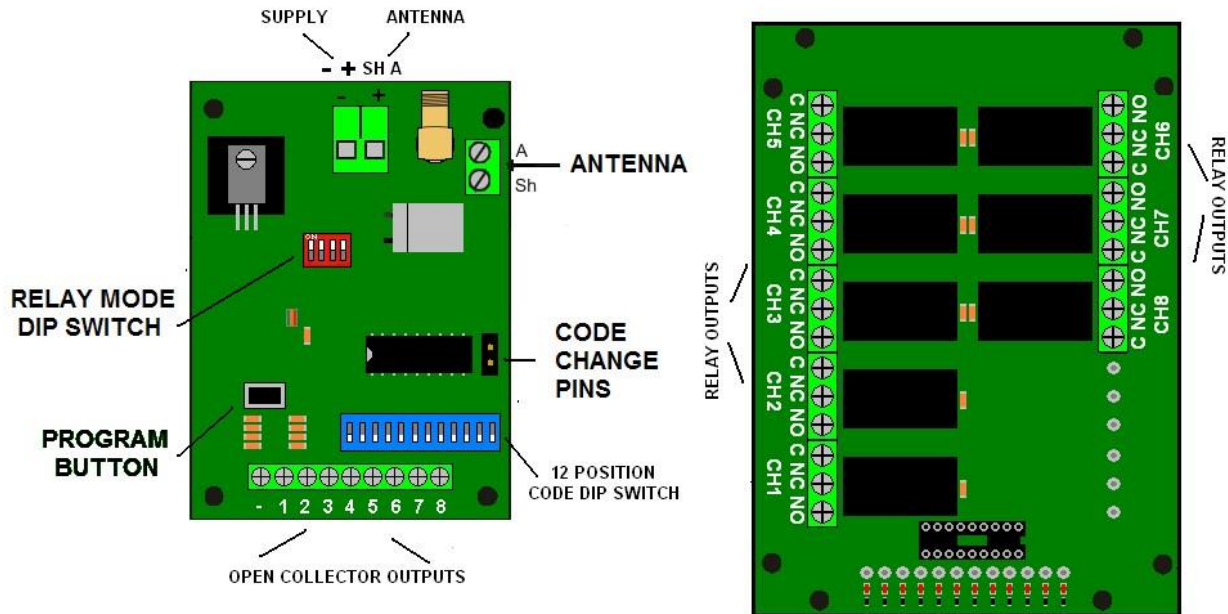 SUPPLY ANTENNA
- + SH A
- +
A
ANTENNA
Sh
ON
RELAY MODE
DIP SWITCH
CODE
CHANGE
PINS
PROGRAM
BUTTON
12 POSITION
CODE DIP SWITCH
- 1 2 3 4 5 6 7 8
OPEN COLLECTOR OUTPUTS
RELAY OUTPUTS
CH5
C NC NO
CH4
C NC NO
CH3
C NC NO
CH2
C NC NO
CH1
C NC NO
C NC NO
CH6
C NC NO
CH7
C NC NO
CH8
RELAY OUTPUTS